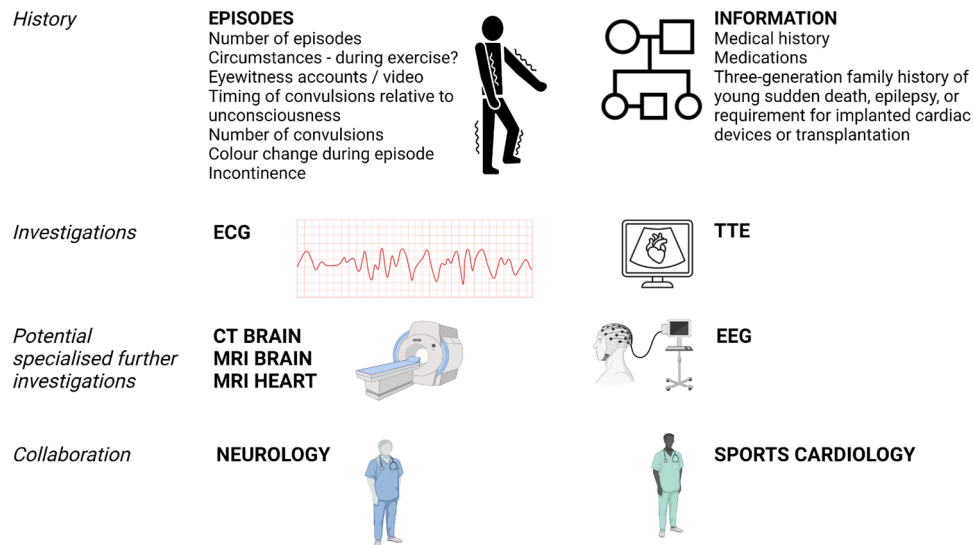 History
EPISODES
Number of episodes
Circumstances - during exercise?
Eyewitness accounts / video
Timing of convulsions relative to
unconsciousness
Number of convulsions
Colour change during episode
Incontinence
INFORMATION
Medical history
Medications
Three-generation family history of
young sudden death, epilepsy, or
requirement for implanted cardiac
devices or transplantation
Investigations
ECG
TTE
Potential
specialised further
investigations
CT BRAIN
MRI BRAIN
MRI HEART
EEG
Collaboration
NEUROLOGY
SPORTS CARDIOLOGY